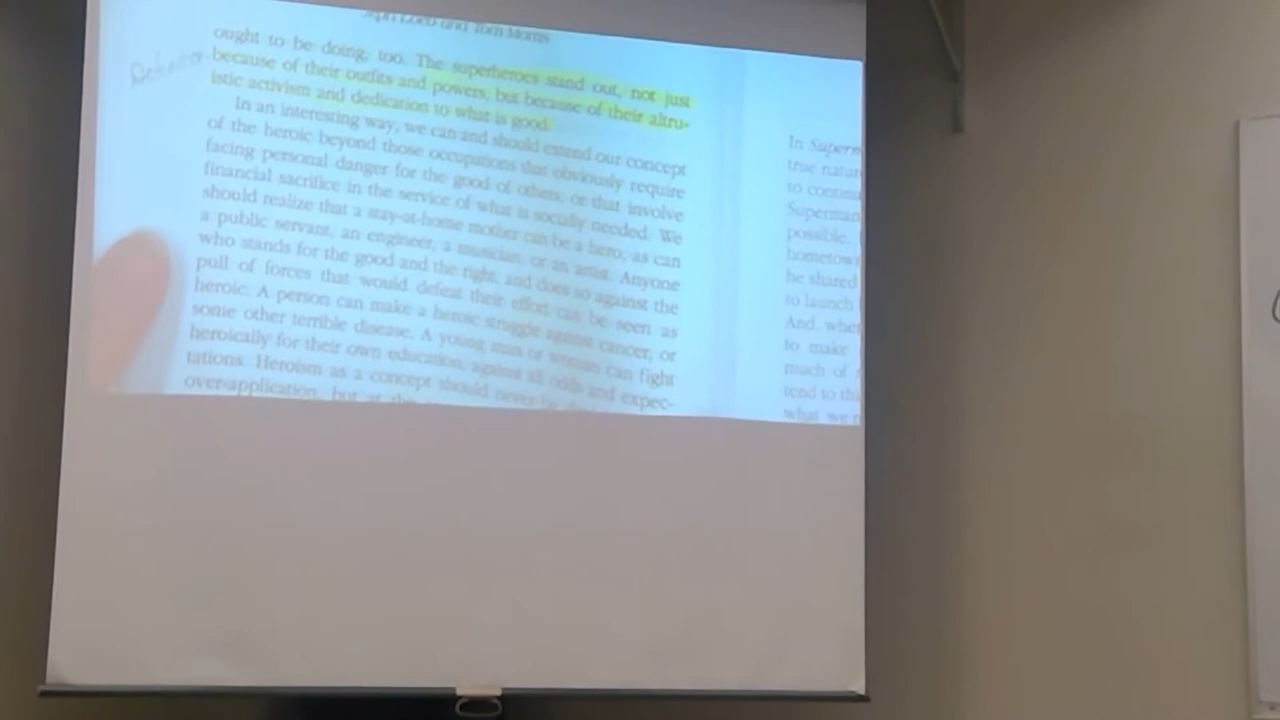 Jeph Loeb and Tom Morris
ought to be doing, too. The superheroes stand out, not just
because of their outfits and powers, but because of their altru-
istic activism and dedication to what is good.
In an interesting way, we can and should extend our concept
of the heroic beyond those occupations that obviously require
facing personal danger for the good of others, or that involve
financial sacrifice in the service of what is socially needed. We
should realize that a stay-at-home mother can be a hero, as can
a public servant, an engineer, a musician, or an artist. Anyone
who stands for the good and the right, and does so against the
pull of forces that would defeat their effort can be seen as
heroic. A person can make a heroic struggle against cancer, or
some other terrible disease. A young man or woman can fight
heroically for their own education, against all odds and expec-
tations. Heroism as a concept should never be
over-application, but at
In Superm
true natur
to continu
Superman
possible.
hometow
he shared
to launch
And, whe
to make
much of
tend to th
what we